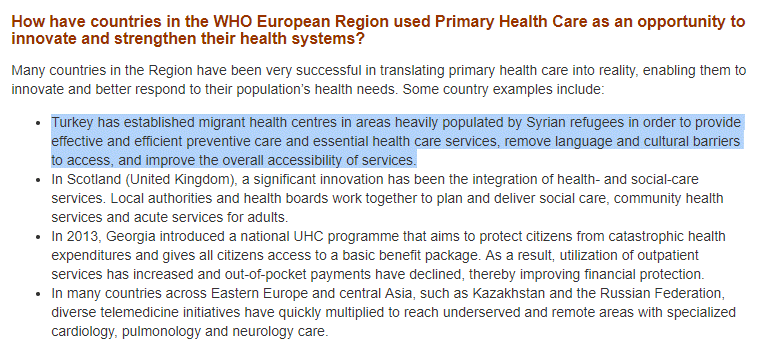 How have countries in the WHO European Region used Primary Health Care as an opportunity to
innovate and strengthen their health systems?
Many countries in the Region have been very successful in translating primary health care into reality, enabling them to
innovate and better respond to their population's health needs. Some country examples include:
• Turkey has established migrant health centres in areas heavily populated by Syrian refugees in order to provide
effective and efficient preventive care and essential health care services, remove language and cultural barriers
to access, and improve the overall accessibility of services.
• In Scotland (United Kingdom), a significant innovation has been the integration of health- and social-care
services. Local authorities and health boards work together to plan and deliver social care, community health
services and acute services for adults.
• In 2013, Georgia introduced a national UHC programme that aims to protect citizens from catastrophic health
expenditures and gives all citizens access to a basic benefit package. As a result, utilization of outpatient
services has increased and out-of-pocket payments have declined, thereby improving financial protection.
• In many countries across Eastern Europe and central Asia, such as Kazakhstan and the Russian Federation,
diverse telemedicine initiatives have quickly multiplied to reach underserved and remote areas with specialized
cardiology, pulmonology and neurology care.